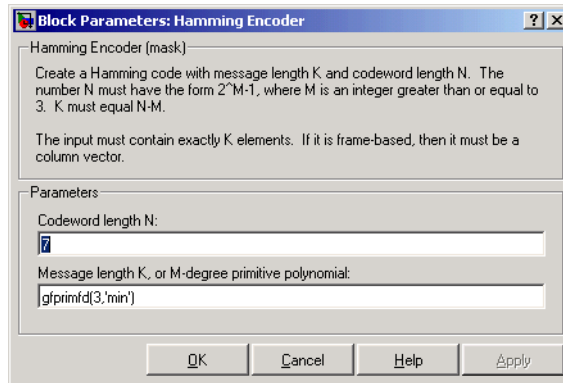 Block Parameters: Hamming Encoder
Hamming Encoder (mask)
Create a Hamming code with message length K and codeword length N. The
number N must have the form 2^M-1, where M is an integer greater than or equal to
3. K must equal N-M.
The input must contain exactly K elements. If it is frame-based, then it must be a
column vector.
Parameters
Codeword length N:
7
Message length K, or M-degree primitive polynomial:
gfprimfd(3,'min')
OK Cancel Help Apply